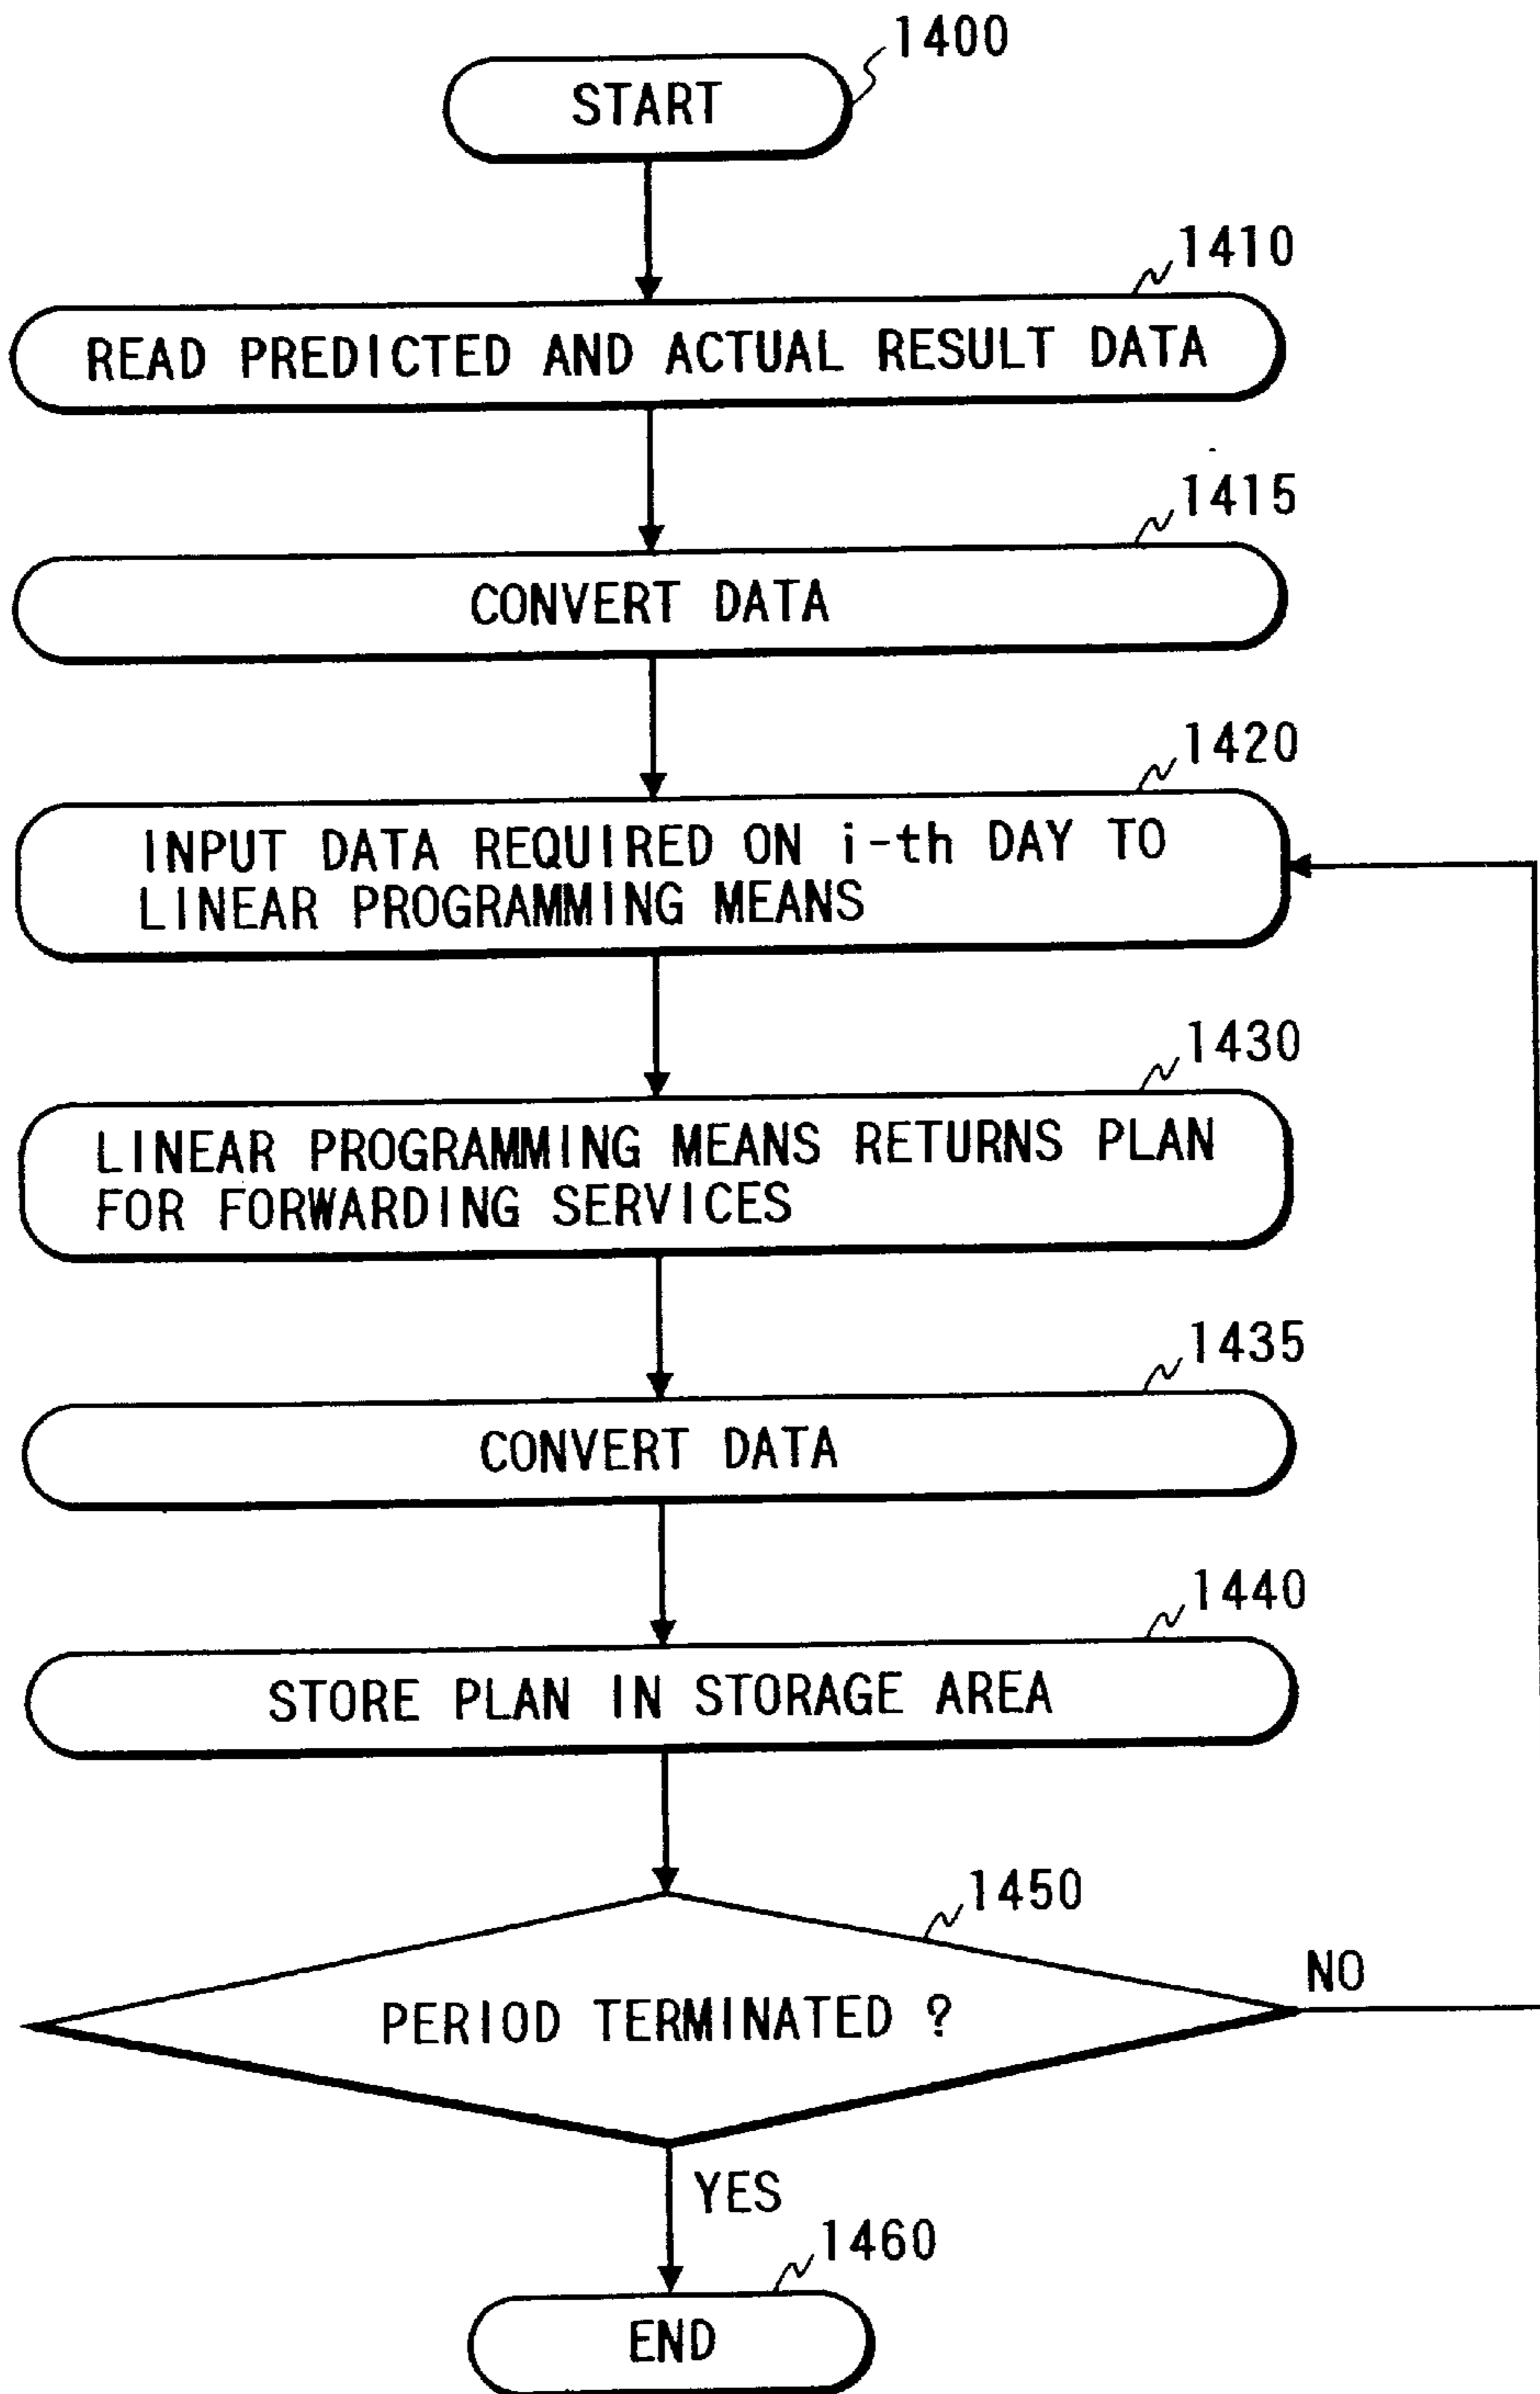 1400
START
1410
READ PREDICTED AND ACTUAL RESULT DATA
1415
CONVERT DATA
1420
INPUT DATA REQUIRED ON i-th DAY TO
LINEAR PROGRAMMING MEANS
1430
LINEAR PROGRAMMING MEANS RETURNS PLAN
FOR FORWARDING SERVICES
1435
CONVERT DATA
1440
STORE PLAN IN STORAGE AREA
1450
NO
PERIOD TERMINATED ?
YES
1460
END